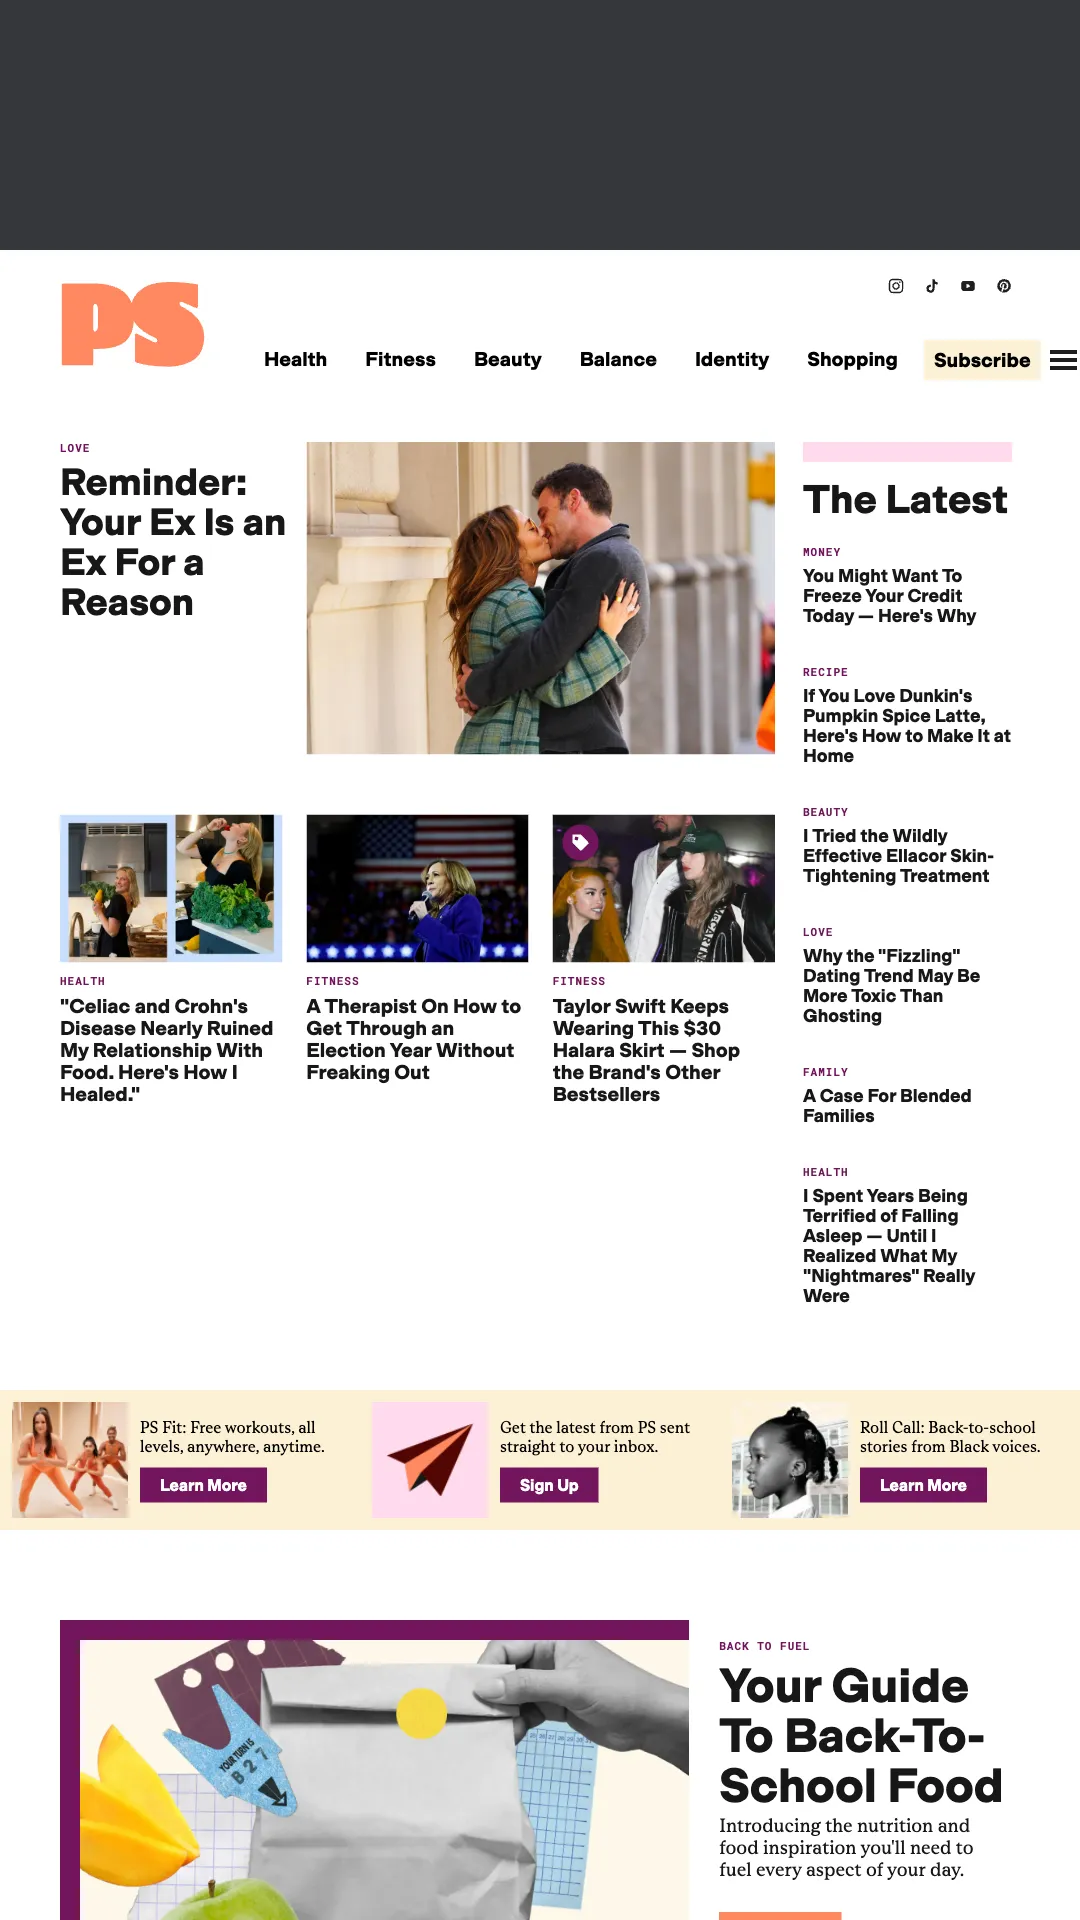 PS
Health Fitness Beauty Balance Identity Shopping Subscribe
LOVE
Reminder:
Your Ex Is an
Ex For a
Reason
The Latest
MONEY
You Might Want To
Freeze Your Credit
Today — Here's Why
RECIPE
If You Love Dunkin's
Pumpkin Spice Latte,
Here's How to Make It at
Home
BEAUTY
I Tried the Wildly
Effective Ellacor Skin-
Tightening Treatment
LOVE
Why the "Fizzling"
Dating Trend May Be
More Toxic Than
Ghosting
FAMILY
A Case For Blended
Families
HEALTH
I Spent Years Being
Terrified of Falling
Asleep — Until I
Realized What My
"Nightmares" Really
Were
HEALTH
"Celiac and Crohn's
Disease Nearly Ruined
My Relationship With
Food. Here's How I
Healed."
FITNESS
A Therapist On How to
Get Through an
Election Year Without
Freaking Out
FITNESS
Taylor Swift Keeps
Wearing This $30
Halara Skirt — Shop
the Brand's Other
Bestsellers
PS Fit: Free workouts, all
levels, anywhere, anytime.
Learn More
Get the latest from PS sent
straight to your inbox.
Sign Up
Roll Call: Back-to-school
stories from Black voices.
Learn More
YOUR TURN IS
B 27
BACK TO FUEL
Your Guide
To Back-To-
School Food
Introducing the nutrition and
food inspiration you'll need to
fuel every aspect of your day.